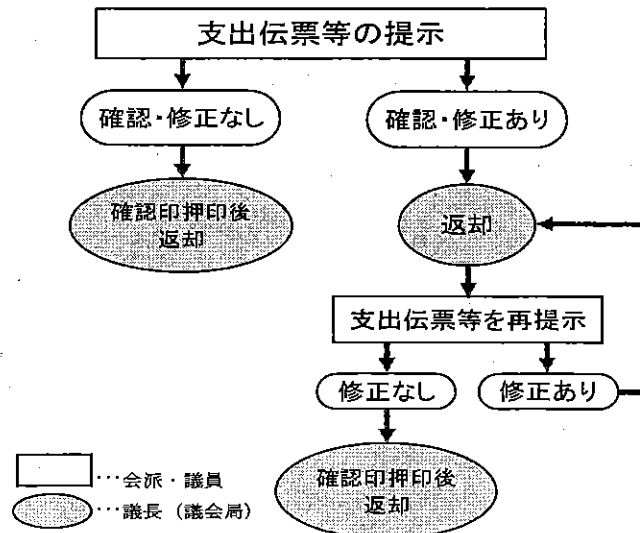 支出伝票等の提示
確認・修正なし
確認・修正あり
確認印押印後
返却
返却
支出伝票等を再提示
修正なし
修正あり
確認印押印後
返却
…会派・議員
…議長（議会局）